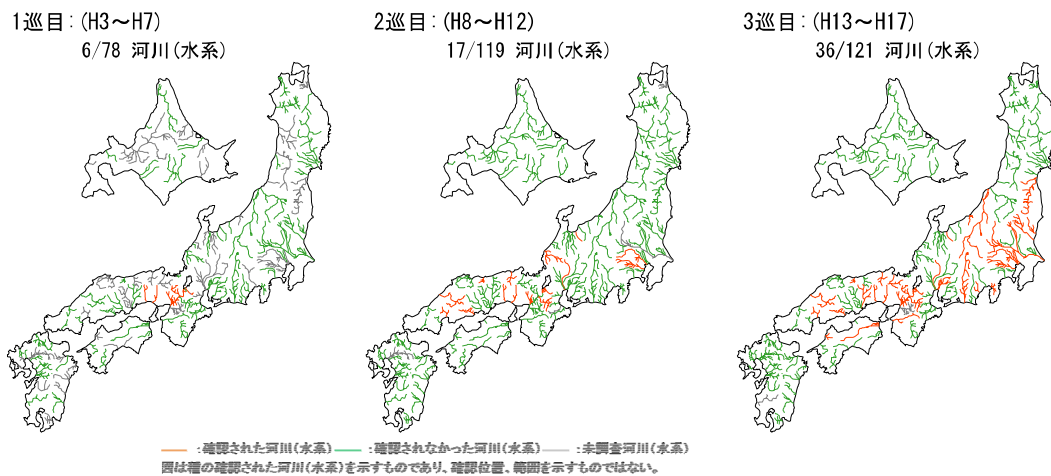 1巡目：(H3～H7)
6/78 河川(水系)
2巡目：(H8～H12)
17/119 河川(水系)
3巡目：(H13～H17)
36/121 河川(水系)
：確認された河川(水系) ：確認されなかった河川(水系) ：未調査河川(水系)
図は種の確認された河川(水系)を示すものであり、確認位置、範囲を示すものではない。